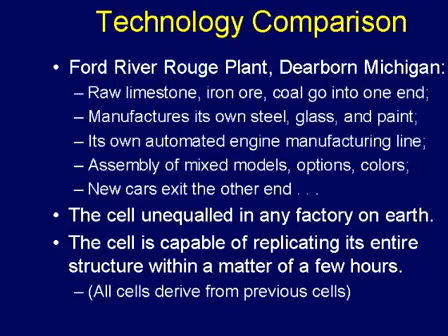 Technology Comparison
• Ford River Rouge Plant, Dearborn Michigan:
– Raw limestone, iron ore, coal go into one end;
– Manufactures its own steel, glass, and paint;
– Its own automated engine manufacturing line;
– Assembly of mixed models, options, colors;
– New cars exit the other end . . .
• The cell unequalled in any factory on earth.
• The cell is capable of replicating its entire
structure within a matter of a few hours.
– (All cells derive from previous cells)